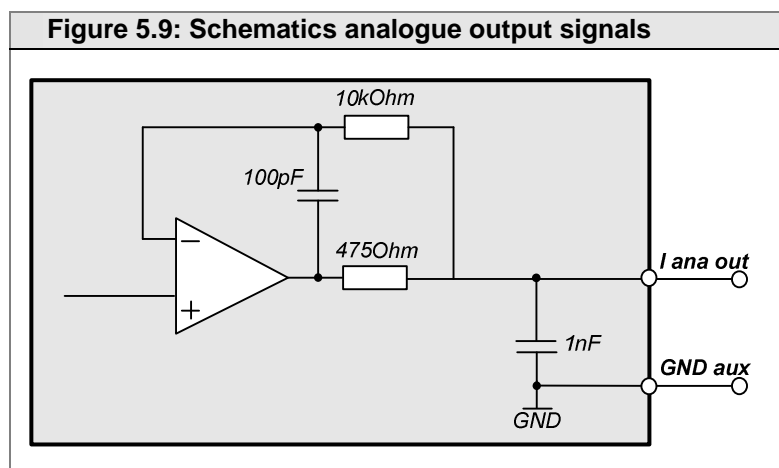 Figure 5.9: Schematics analogue output signals
10kOhm
100pF
475Ohm
I ana out
1nF
GND aux
GND